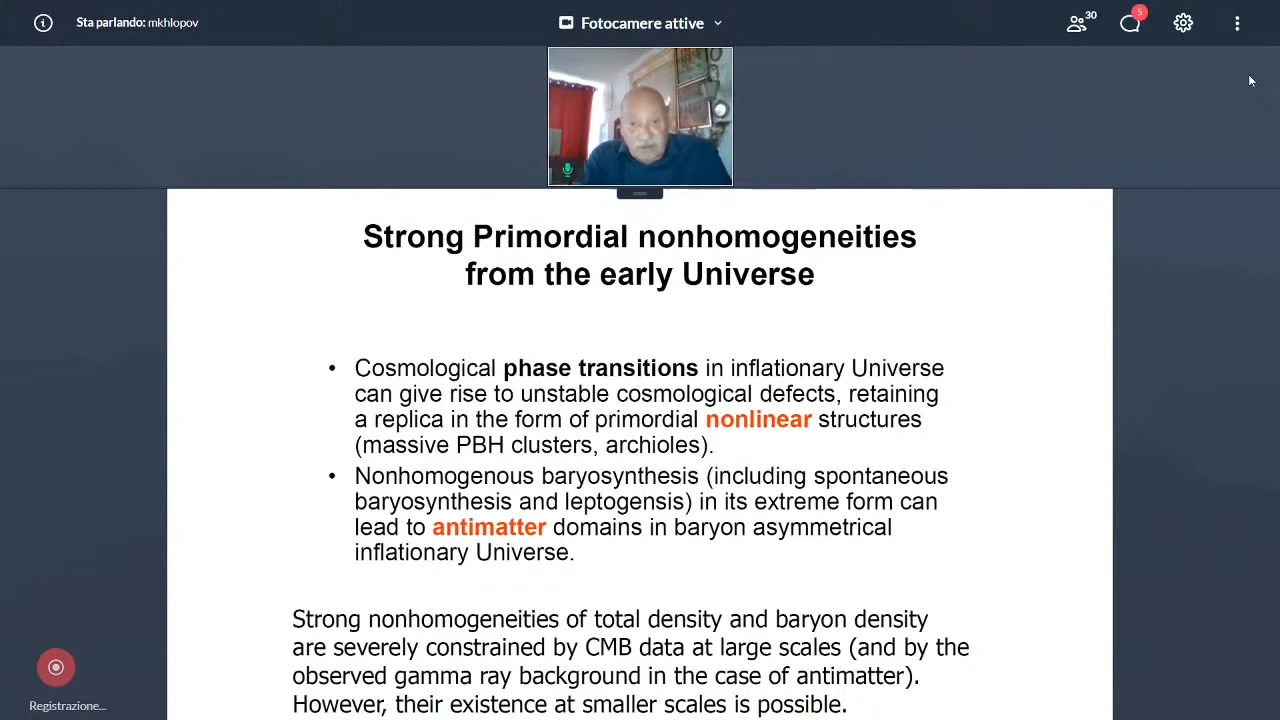 Sta parlando: mkhlopov
Fotocamere attive
30
5
Strong Primordial nonhomogeneities
from the early Universe
• Cosmological phase transitions in inflationary Universe
can give rise to unstable cosmological defects, retaining
a replica in the form of primordial nonlinear structures
(massive PBH clusters, archioles).
• Nonhomogenous baryosynthesis (including spontaneous
baryosynthesis and leptogensis) in its extreme form can
lead to antimatter domains in baryon asymmetrical
inflationary Universe.
Strong nonhomogeneities of total density and baryon density
are severely constrained by CMB data at large scales (and by the
observed gamma ray background in the case of antimatter).
However, their existence at smaller scales is possible.
Registrazione...